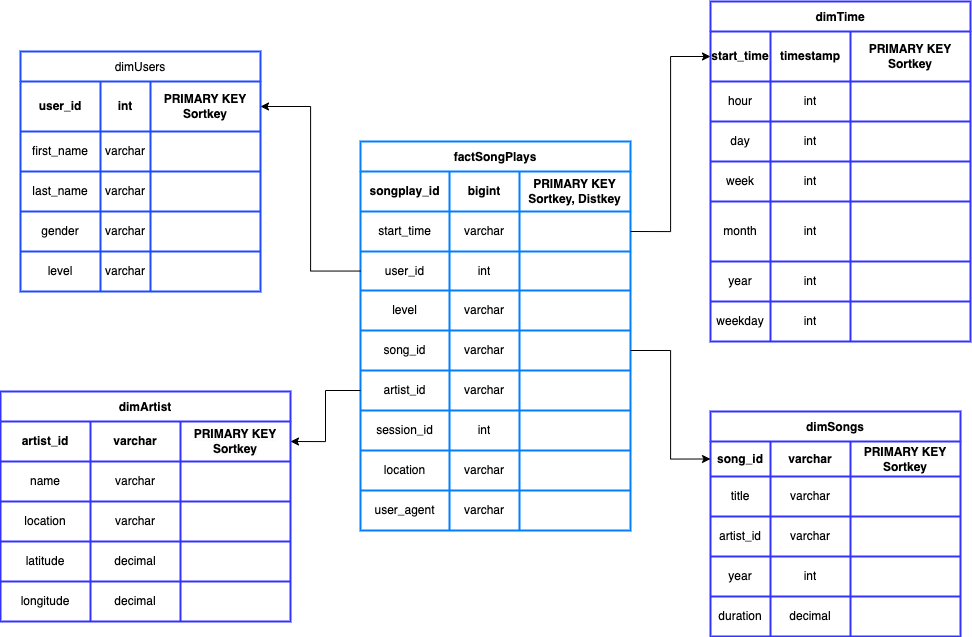 dimUsers
user_id int PRIMARY KEY
Sortkey
first_name varchar
last_name varchar
gender varchar
level varchar
factSongPlays
songplay_id bigint PRIMARY KEY
Sortkey, Distkey
start_time varchar
user_id int
level varchar
song_id varchar
artist_id varchar
session_id int
location varchar
user_agent varchar
dimTime
start_time timestamp PRIMARY KEY
Sortkey
hour int
day int
week int
month int
year int
weekday int
dimArtist
artist_id varchar PRIMARY KEY
Sortkey
name varchar
location varchar
latitude decimal
longitude decimal
dimSongs
song_id varchar PRIMARY KEY
Sortkey
title varchar
artist_id varchar
year int
duration decimal